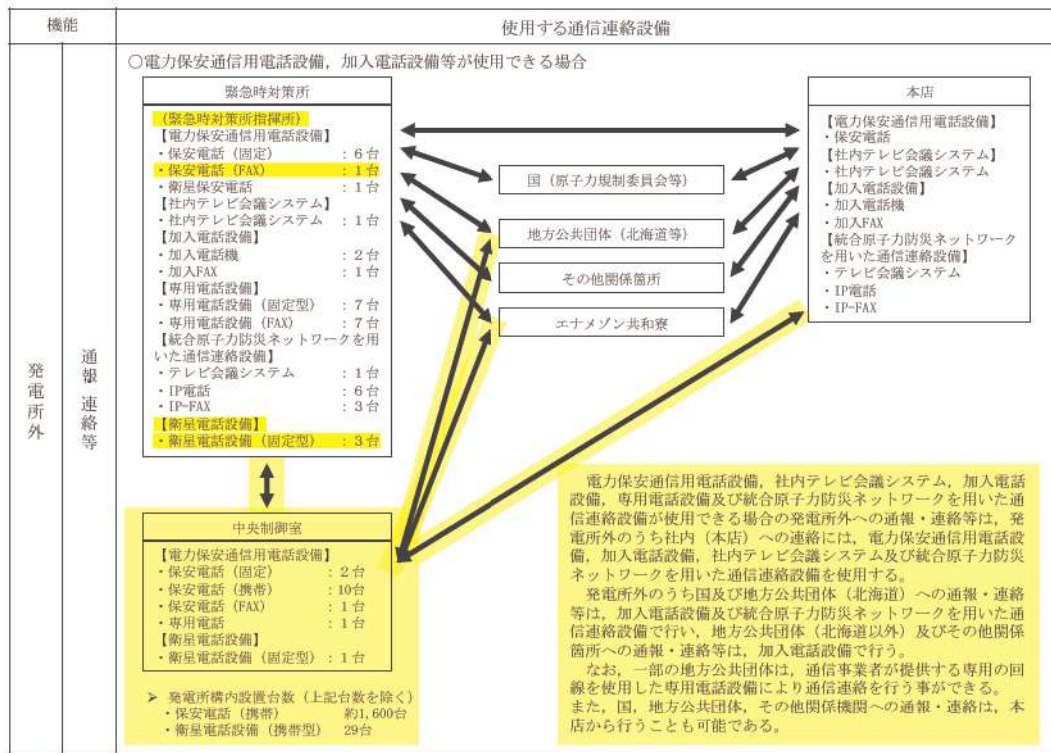 機能
使用する通信連絡設備
発電所外
通報・連絡等
○電力保安通信用電話設備，加入電話設備等が使用できる場合
緊急時対策所
(緊急時対策所指揮所)
【電力保安通信用電話設備】
・保安電話（固定） ：6台
・保安電話（FAX） ：1台
・衛星保安電話 ：1台
【社内テレビ会議システム】
・社内テレビ会議システム ：1台
【加入電話設備】
・加入電話機 ：2台
・加入FAX ：1台
【専用電話設備】
・専用電話設備（固定型）：7台
・専用電話設備（FAX） ：7台
【統合原子力防災ネットワークを用
いた通信連絡設備】
・テレビ会議システム ：1台
・IP電話 ：6台
・IP-FAX ：3台
【衛星電話設備】
・衛星電話設備（固定型）：3台
国（原子力規制委員会等）
地方公共団体（北海道等）
その他関係箇所
エナメゾン共和寮
本店
【電力保安通信用電話設備】
・保安電話
【社内テレビ会議システム】
・社内テレビ会議システム
【加入電話設備】
・加入電話機
・加入FAX
【統合原子力防災ネットワーク
を用いた通信連絡設備】
・テレビ会議システム
・IP電話
・IP-FAX
中央制御室
【電力保安通信用電話設備】
・保安電話（固定） ：2台
・保安電話（携帯） ：10台
・保安電話（FAX） ：1台
・専用電話 ：1台
【衛星電話設備】
・衛星電話設備（固定型）：1台
➢ 発電所構内設置台数（上記台数を除く）
・保安電話（携帯） 約1,600台
・衛星電話設備（携帯型） 29台
電力保安通信用電話設備，社内テレビ会議システム，加入電話
設備，専用電話設備及び統合原子力防災ネットワークを用いた通
信連絡設備が使用できる場合の発電所外への通報・連絡等は，発
電所外のうち社内（本店）への連絡には，電力保安通信用電話設
備，加入電話設備，社内テレビ会議システム及び統合原子力防災
ネットワークを用いた通信連絡設備を使用する。
発電所外のうち国及び地方公共団体（北海道）への通報・連絡
等は，加入電話設備及び統合原子力防災ネットワークを用いた通
信連絡設備で行い，地方公共団体（北海道以外）及びその他関係
箇所への通報・連絡等は，加入電話設備で行う。
なお，一部の地方公共団体は，通信事業者が提供する専用の回
線を使用した専用電話設備により通信連絡を行う事ができる。
また，国，地方公共団体，その他関係機関への通報・連絡は，本
店から行うことも可能である。